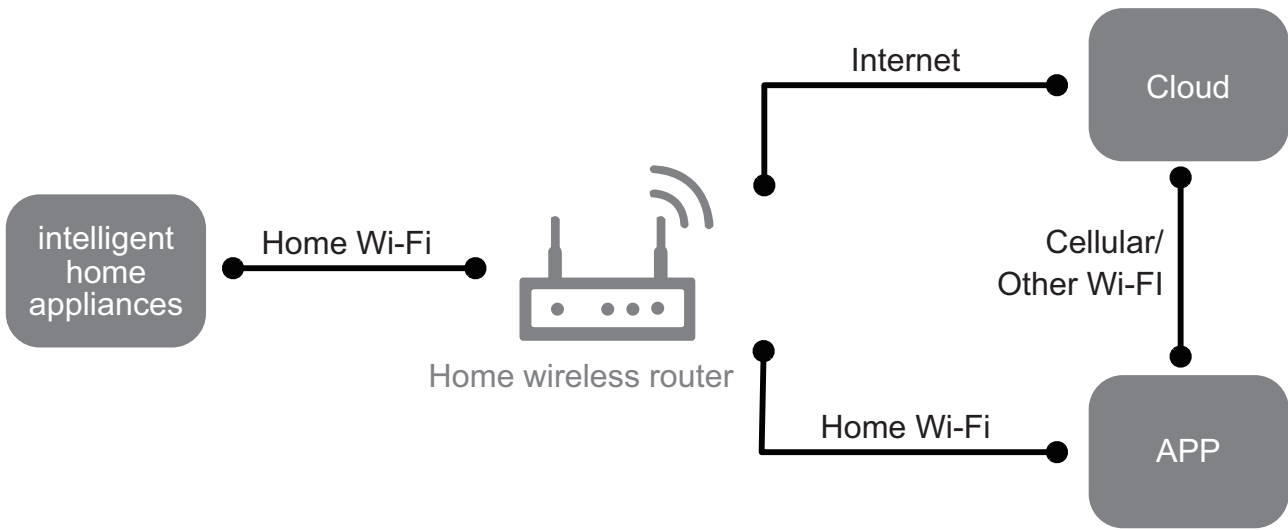 Internet
Cloud
intelligent
home
appliances
Home Wi-Fi
Cellular/
Other Wi-FI
Home wireless router
Home Wi-Fi
APP